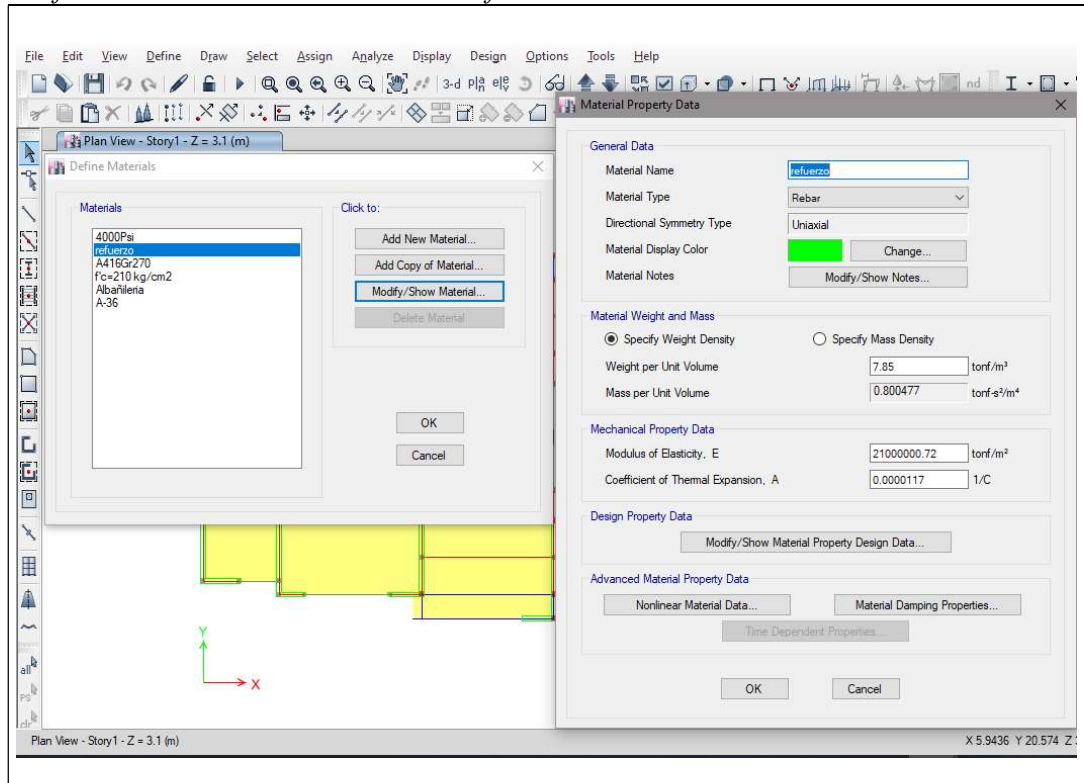 File Edit View Define Draw Select Assign Analyze Display Design Options Tools Help
3-d
nd
Plan View - Story1 - Z = 3.1 (m)
Define Materials
Materials
4000Psi
refuerzo
A416Gr270
f'c=210 kg/cm2
Albañileria
A-36
Click to:
Add New Material...
Add Copy of Material...
Modify/Show Material...
Delete Material
OK
Cancel
Material Property Data
General Data
Material Name refuerzo
Material Type Rebar
Directional Symmetry Type Uniaxial
Material Display Color Change...
Material Notes Modify/Show Notes...
Material Weight and Mass
Specify Weight Density Specify Mass Density
Weight per Unit Volume 7.85 tonf/m³
Mass per Unit Volume 0.800477 tonf-s²/m⁴
Mechanical Property Data
Modulus of Elasticity, E 21000000.72 tonf/m²
Coefficient of Thermal Expansion, A 0.0000117 1/C
Design Property Data
Modify/Show Material Property Design Data...
Advanced Material Property Data
Nonlinear Material Data... Material Damping Properties...
Time Dependent Properties...
OK Cancel
Y
X
all
PS
clr
Plan View - Story1 - Z = 3.1 (m) X 5.9436 Y 20.574